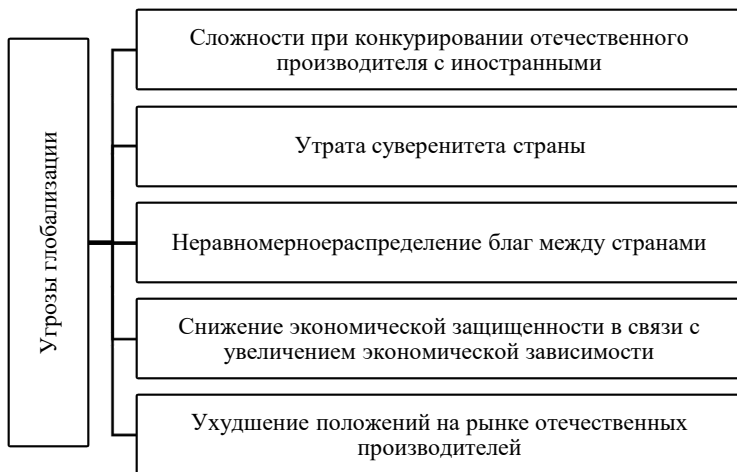 Угрозы глобализации
Сложности при конкурировании отечественного
производителя с иностранными
Утрата суверенитета страны
Неравномерноераспределение благ между странами
Снижение экономической защищенности в связи с
увеличением экономической зависимости
Ухудшение положений на рынке отечественных
производителей